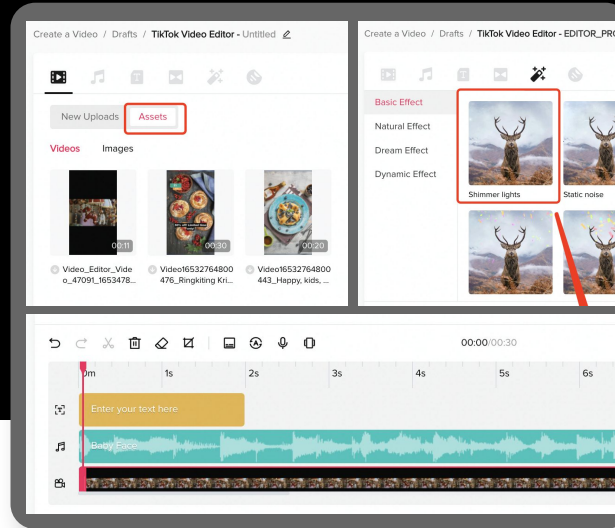 Create a Video / Drafts / TikTok Video Editor - Untitled
New Uploads
Assets
Videos
Images
00:11
00:30
00:20
Video_Editor_Vide
o_47091_1653478...
Video16532764800
476_Ringkiting Kri...
Video16532764800
443_Happy, kids, ...
Create a Video / Drafts / TikTok Video Editor - EDITOR_PRO
Basic Effect
Natural Effect
Dream Effect
Dynamic Effect
Shimmer lights
Static noise
00:00/00:30
0m
1s
2s
3s
4s
5s
6s
Enter your text here
Baby Face